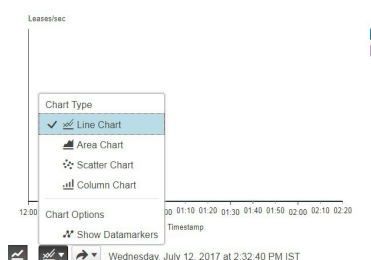 Leases/sec
Chart Type
Line Chart
Area Chart
Scatter Chart
Column Chart
12:00 00 01:10 01:20 01:30 01:40 01:50 02:00 02:10 02:20
Chart Options
Timestamp
Show Datamarkers
Wednesday, July 12, 2017 at 2:32:40 PM IST